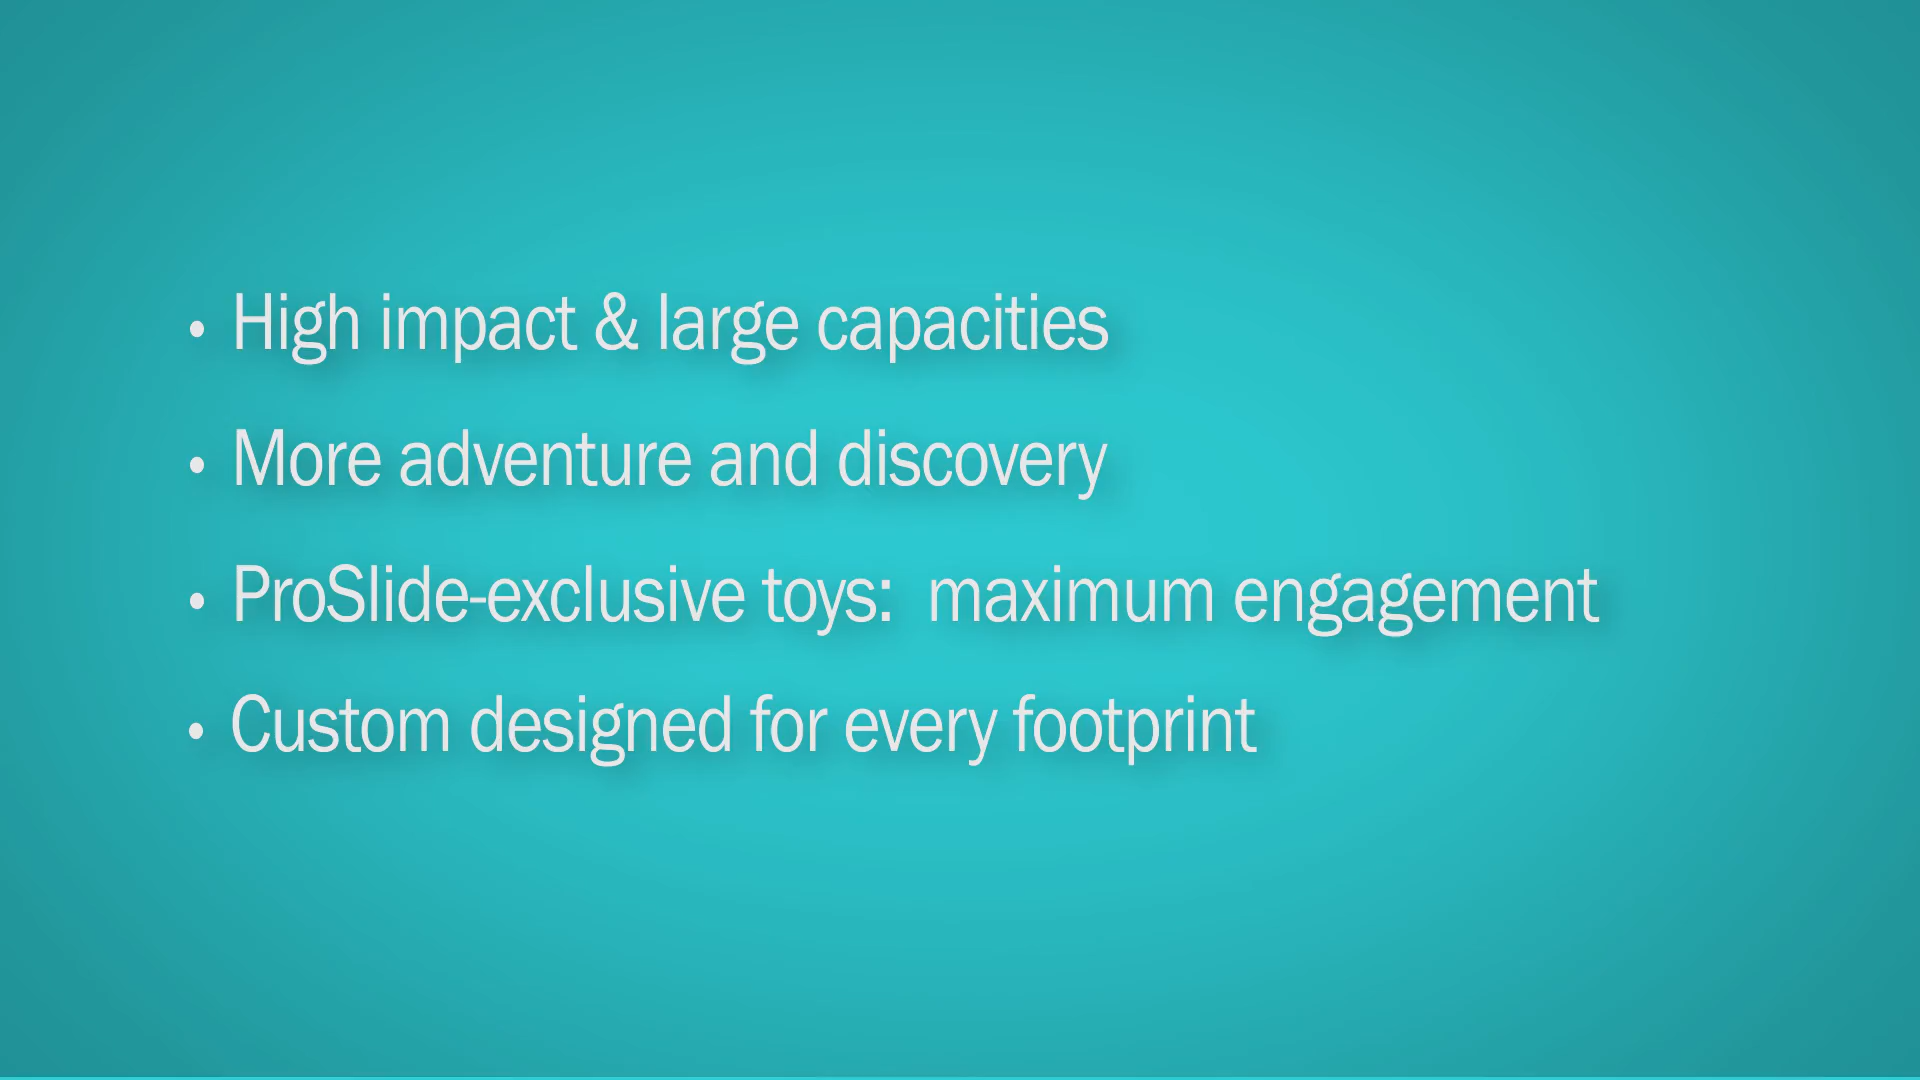 • High impact & large capacities
• More adventure and discovery
• ProSlide-exclusive toys:  maximum engagement
• Custom designed for every footprint